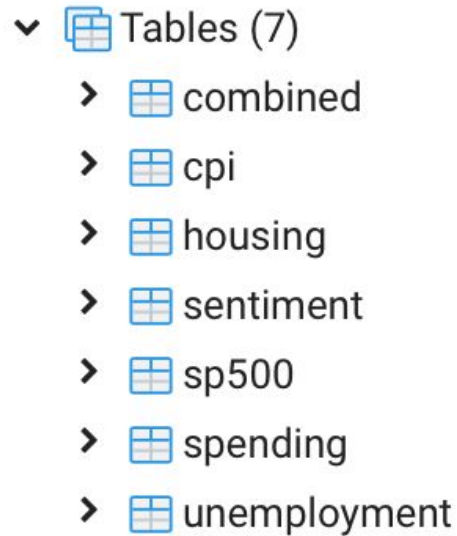 Tables (7)
combined
cpi
housing
sentiment
sp500
spending
unemployment